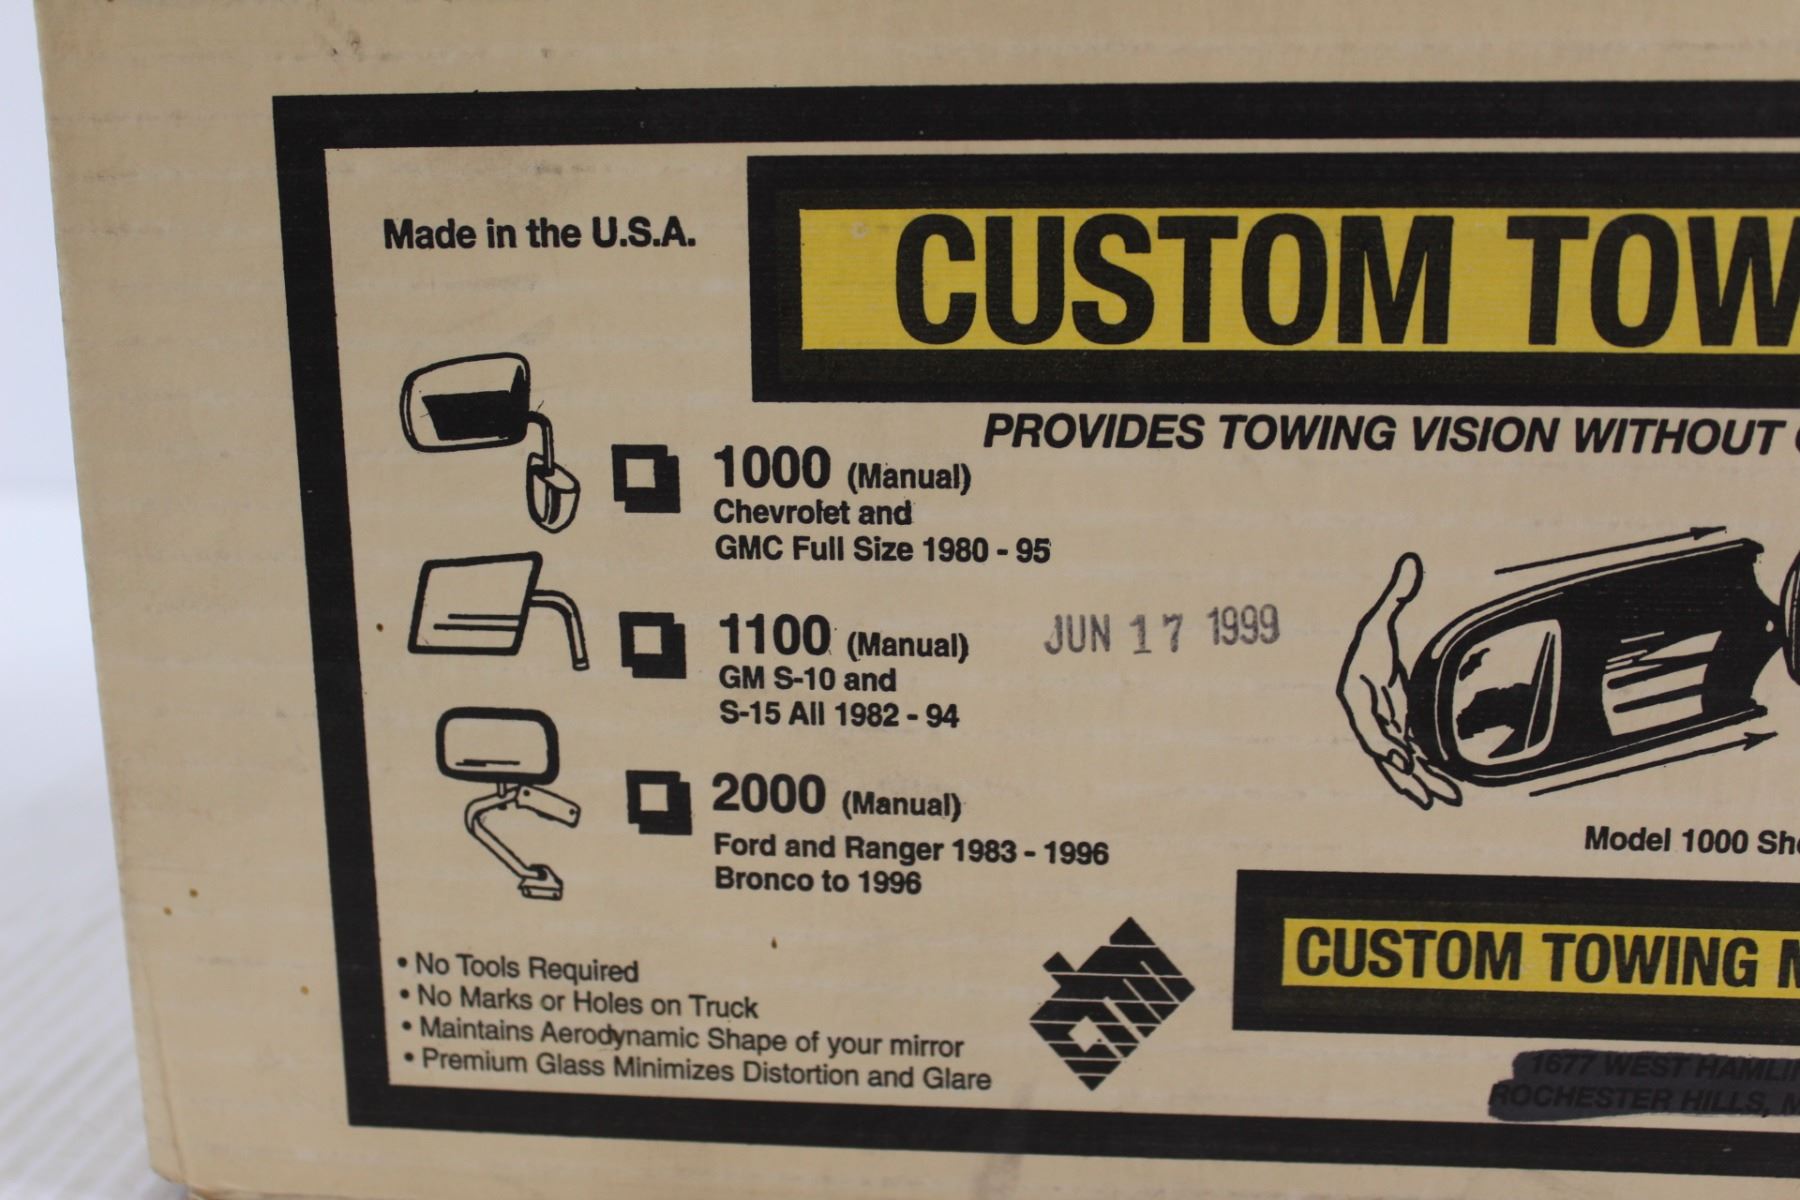 Made in the U.S.A.
CUSTOM TOW
PROVIDES TOWING VISION WITHOUT
1000 (Manual)
Chevrolet and
GMC Full Size 1980 - 95
1100 (Manual)
GM S-10 and
S-15 All 1982 - 94
JUN 17 1999
2000 (Manual)
Ford and Ranger 1983 - 1996
Bronco to 1996
Model 1000 Sho
• No Tools Required
• No Marks or Holes on Truck
• Maintains Aerodynamic Shape of your mirror
• Premium Glass Minimizes Distortion and Glare
CUSTOM TOWING M
1677 WEST HAMLI
ROCHESTER HILLS, M